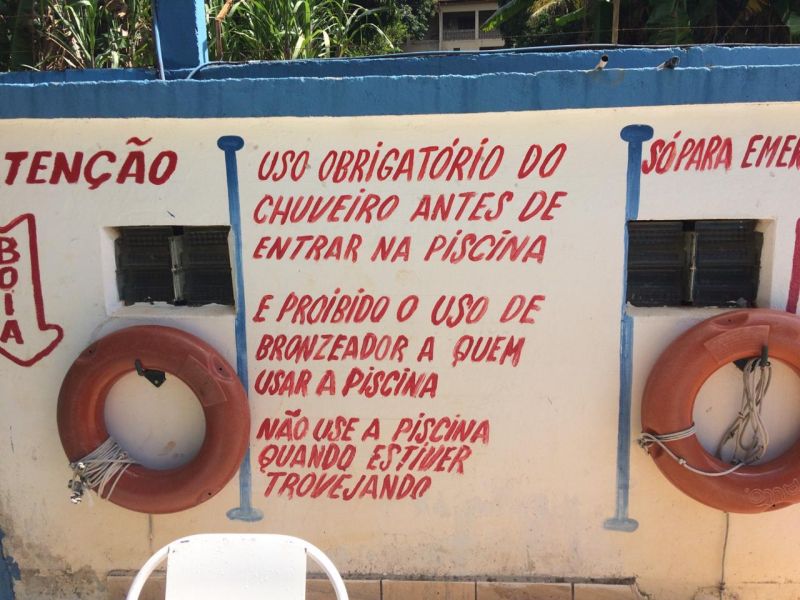 TENÇÃO
BOIA
USO OBRIGATÓRIO DO
CHUVEIRO ANTES DE
ENTRAR NA PISCINA
E PROIBIDO O USO DE
BRONZEADOR A QUEM
USAR A PISCINA
NÃO USE A PISCINA
QUANDO ESTIVER
TROVEJANDO
SÓ PARA EMER